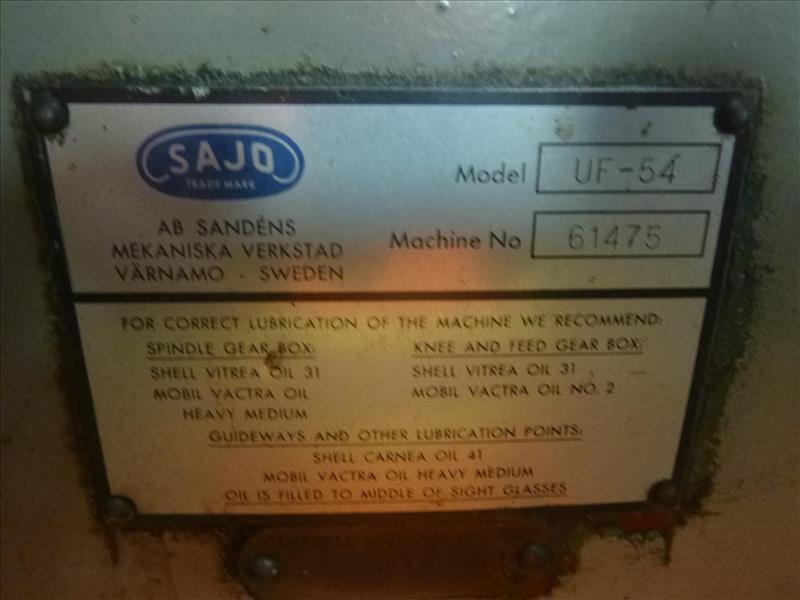 SAJO
TRADE MARK
AB SANDÉNS
MEKANISKA VERKSTAD
VÄRNAMO - SWEDEN
Model UF-54
Machine No 61475
FOR CORRECT LUBRICATION OF THE MACHINE WE RECOMMEND:
SPINDLE GEAR BOX:
SHELL VITREA OIL 31
MOBIL VACTRA OIL
HEAVY MEDIUM
KNEE AND FEED GEAR BOX:
SHELL VITREA OIL 31
MOBIL VACTRA OIL NO. 2
GUIDEWAYS AND OTHER LUBRICATION POINTS:
SHELL CARNEA OIL 41
MOBIL VACTRA OIL HEAVY MEDIUM
OIL IS FILLED TO MIDDLE OF SIGHT GLASSES